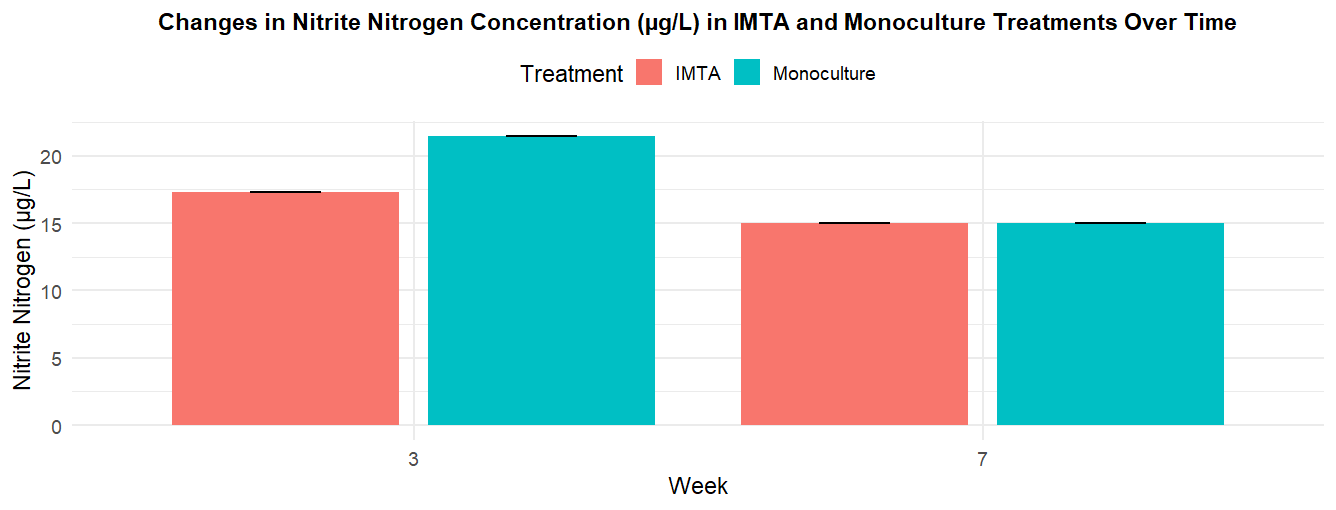 Changes in Nitrite Nitrogen Concentration (µg/L) in IMTA and Monoculture Treatments Over Time
Treatment IMTA Monoculture
Nitrite Nitrogen (µg/L)
20
15
10
5
0
3 7
Week